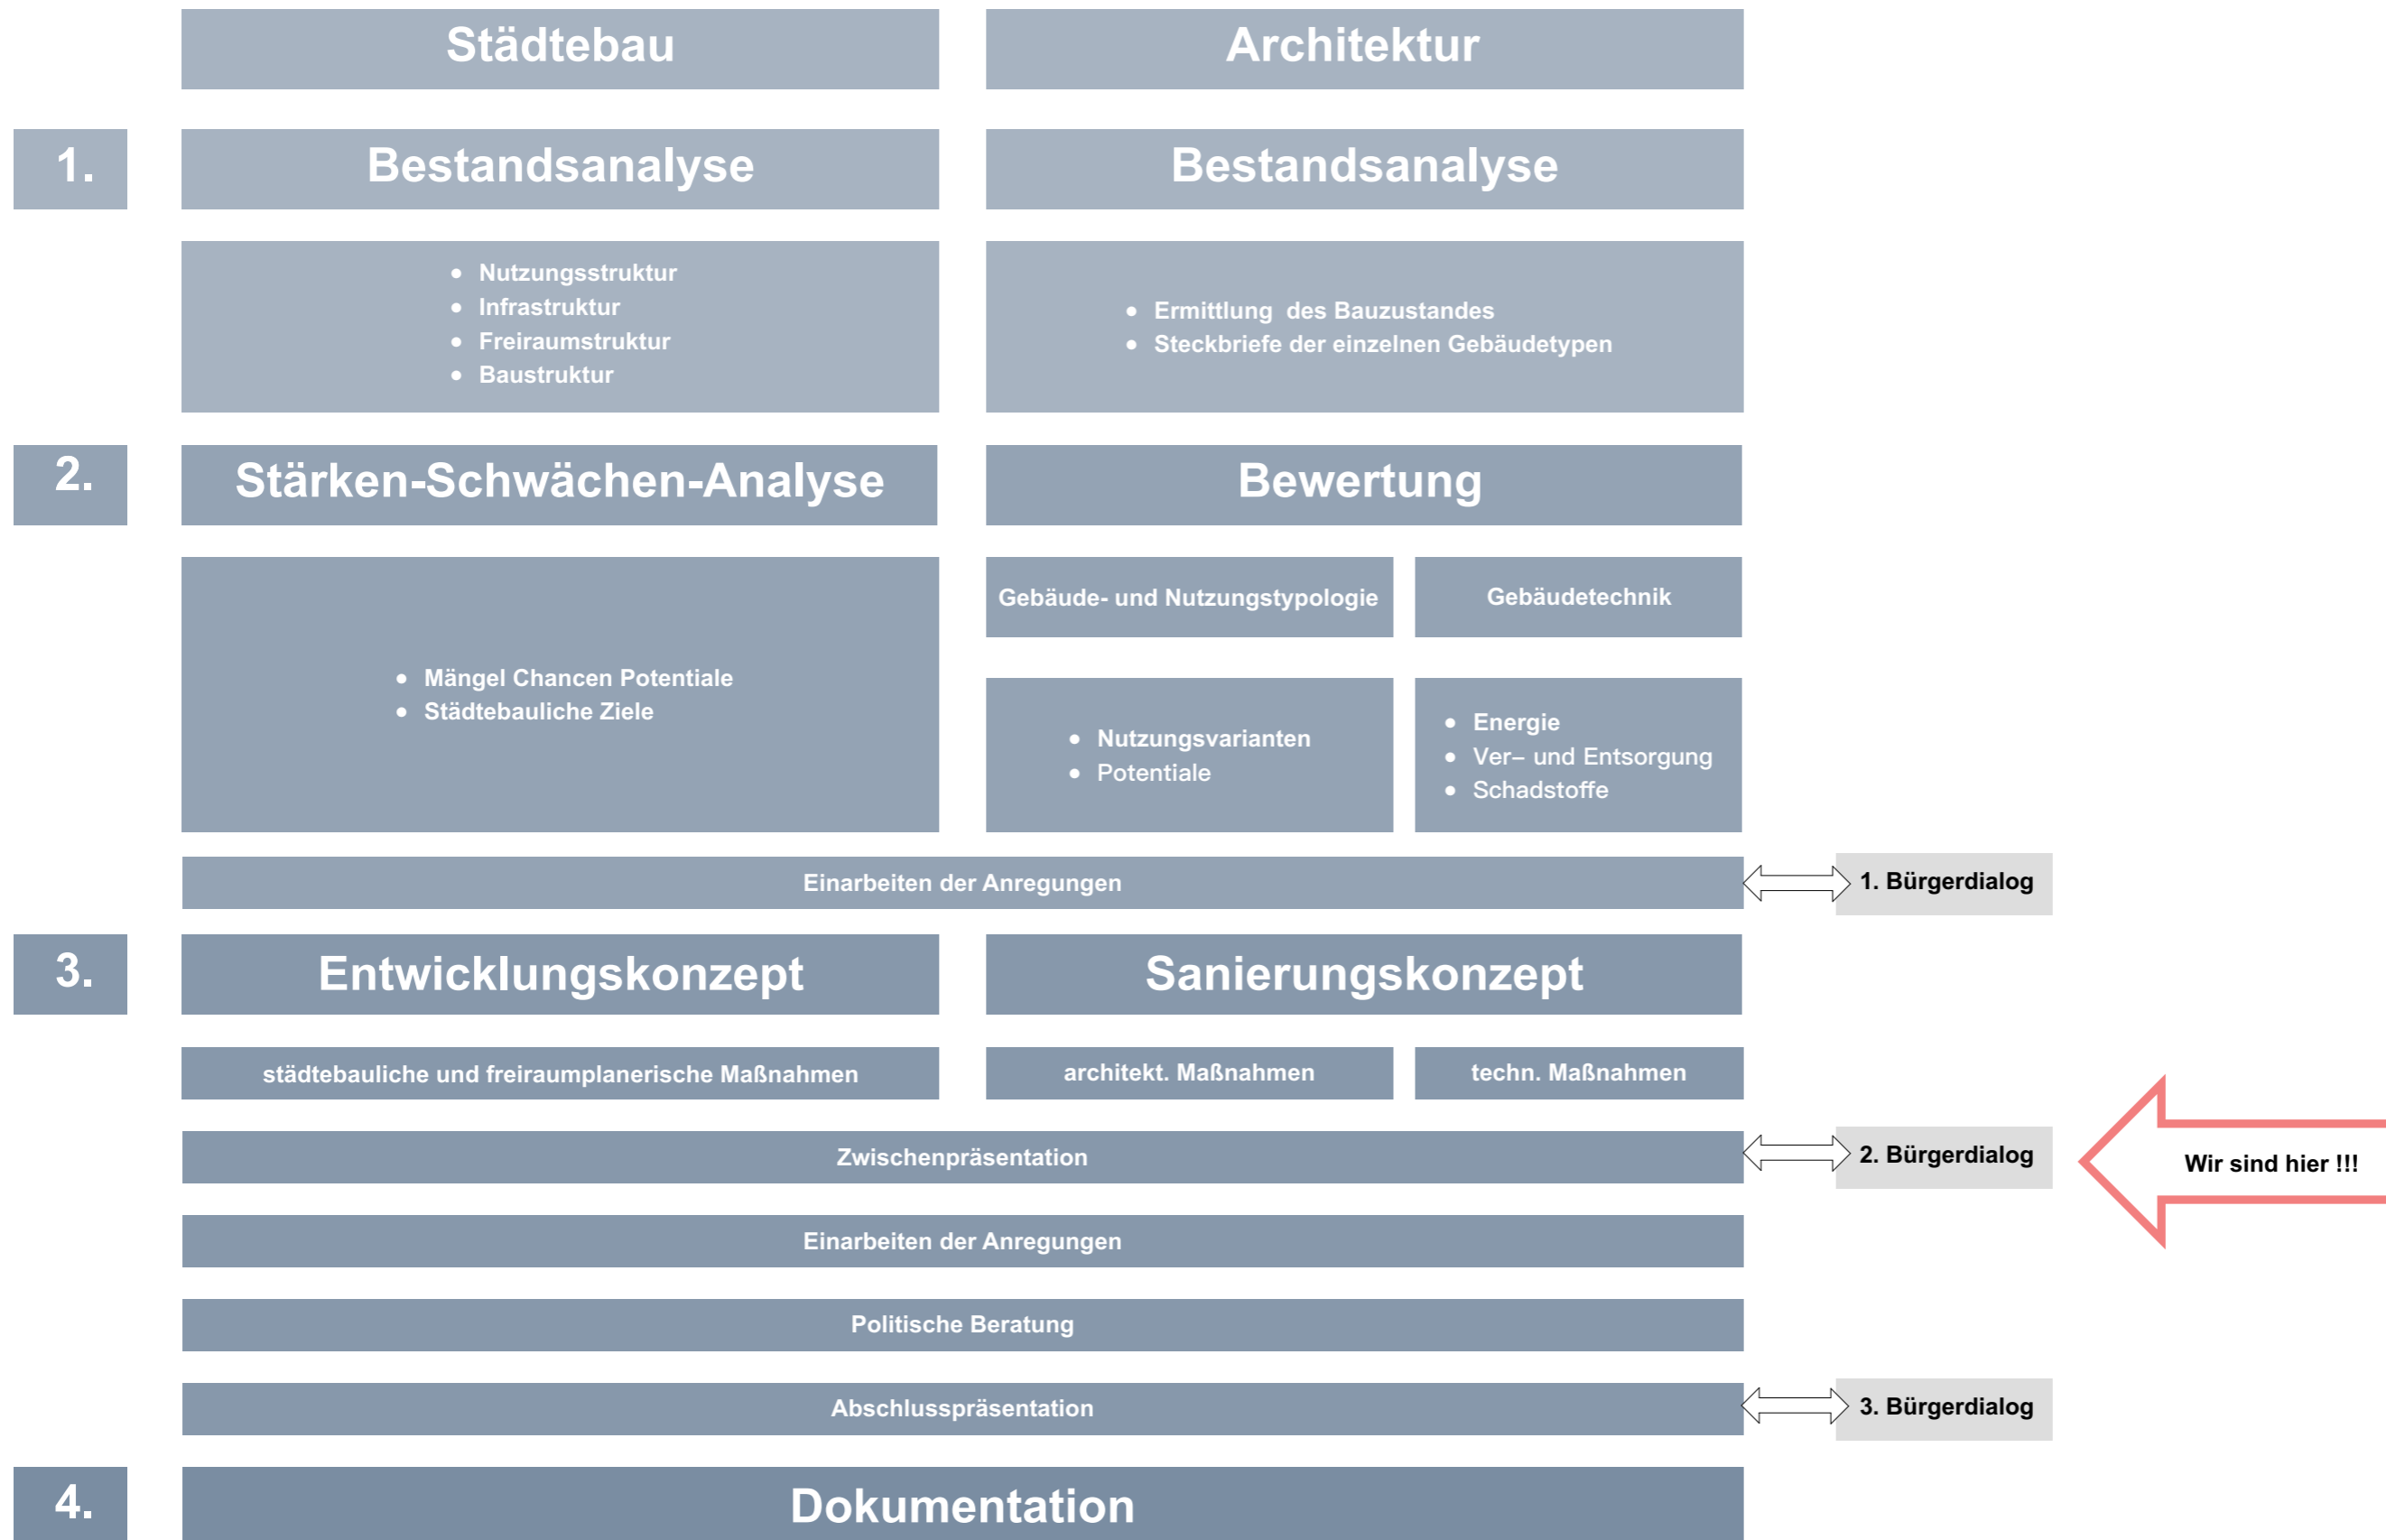 Städtebau
Architektur
1.
Bestandsanalyse
Bestandsanalyse
● Nutzungsstruktur
● Infrastruktur
● Freiraumstruktur
● Baustruktur
● Ermittlung des Bauzustandes
● Steckbriefe der einzelnen Gebäudetypen
2.
Stärken-Schwächen-Analyse
Bewertung
● Mängel Chancen Potentiale
● Städtebauliche Ziele
Gebäude- und Nutzungstypologie
Gebäudetechnik
● Nutzungsvarianten
● Potentiale
● Energie
● Ver– und Entsorgung
● Schadstoffe
Einarbeiten der Anregungen
1. Bürgerdialog
3.
Entwicklungskonzept
Sanierungskonzept
städtebauliche und freiraumplanerische Maßnahmen
architekt. Maßnahmen
techn. Maßnahmen
Zwischenpräsentation
2. Bürgerdialog
Wir sind hier !!!
Einarbeiten der Anregungen
Politische Beratung
Abschlusspräsentation
3. Bürgerdialog
4.
Dokumentation